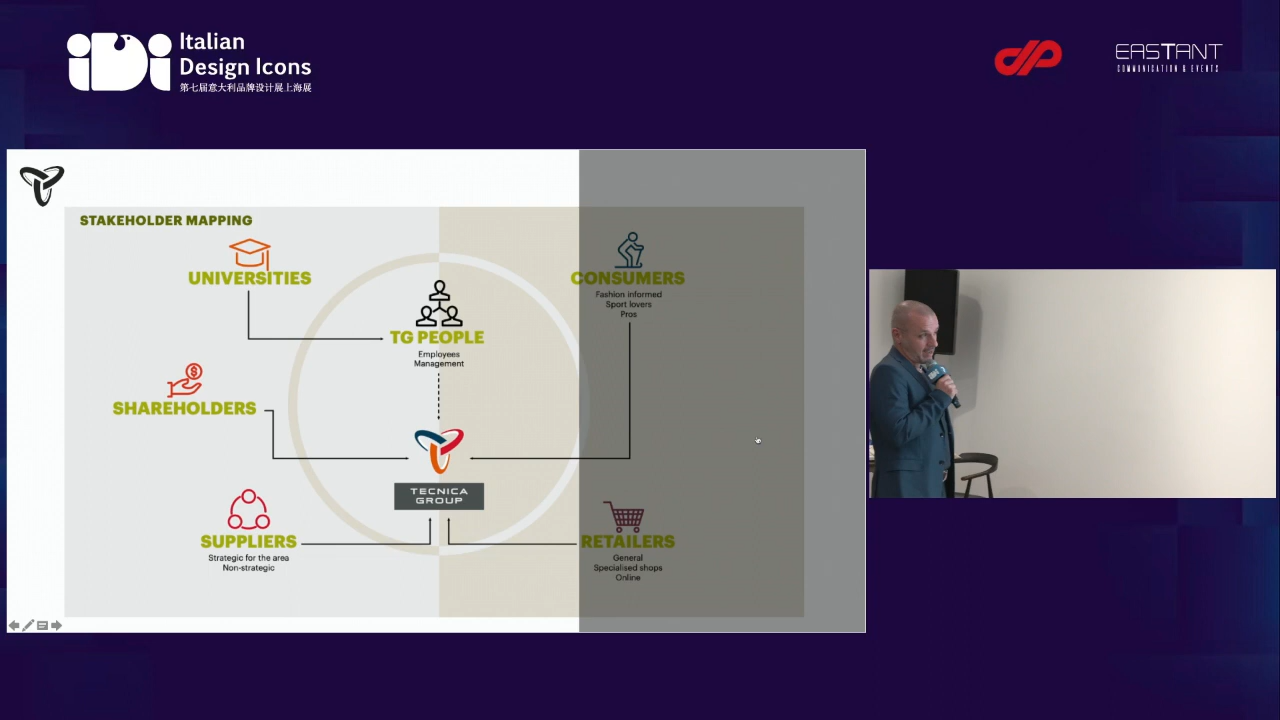 Italian
Design Icons
第七届意大利品牌设计展上海展
EASTANT
COMMUNICATION & EVENTS
STAKEHOLDER MAPPING
UNIVERSITIES
CONSUMERS
Fashion informed
Sport lovers
Pros
TG PEOPLE
Employees
Management
SHAREHOLDERS
TECNICA
GROUP
SUPPLIERS
Strategic for the area
Non-strategic
RETAILERS
General
Specialised shops
Online